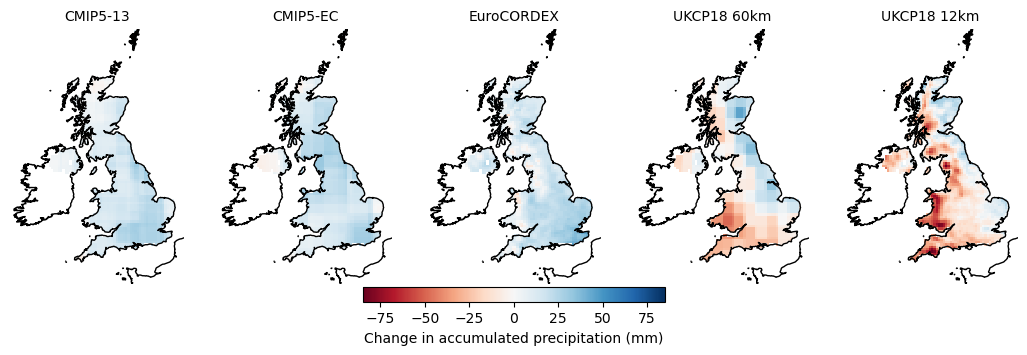 CMIP5-13 CMIP5-EC EuroCORDEX UKCP18 60km UKCP18 12km
−75 −50 −25 0 25 50 75
Change in accumulated precipitation (mm)